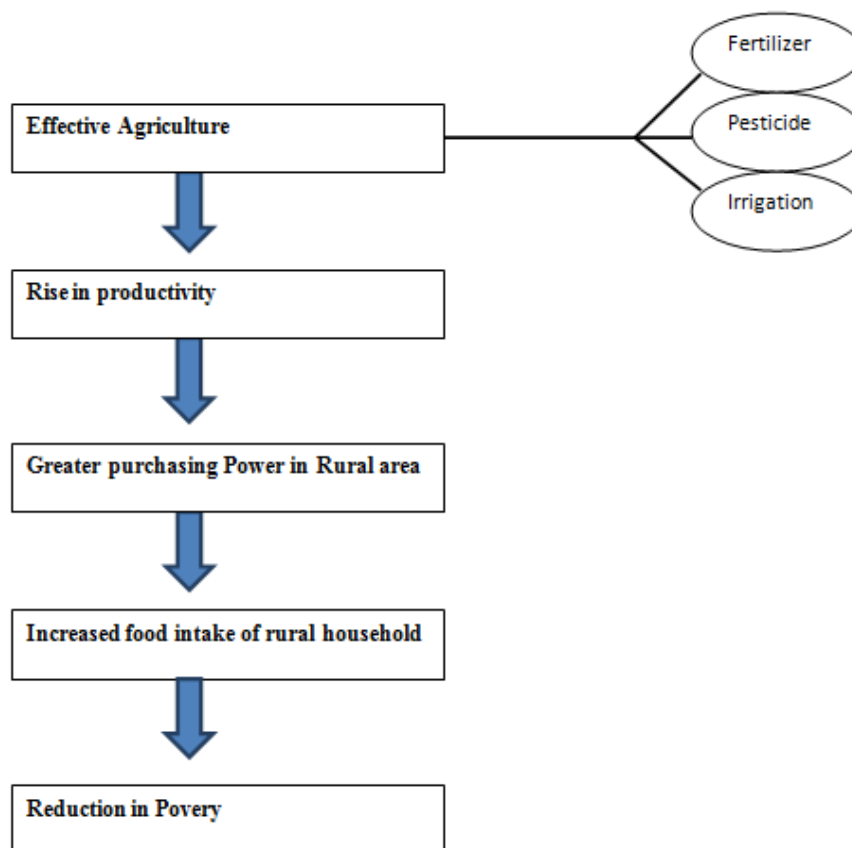 Fertilizer
Effective Agriculture
Pesticide
Irrigation
Rise in productivity
Greater purchasing Power in Rural area
Increased food intake of rural household
Reduction in Povery